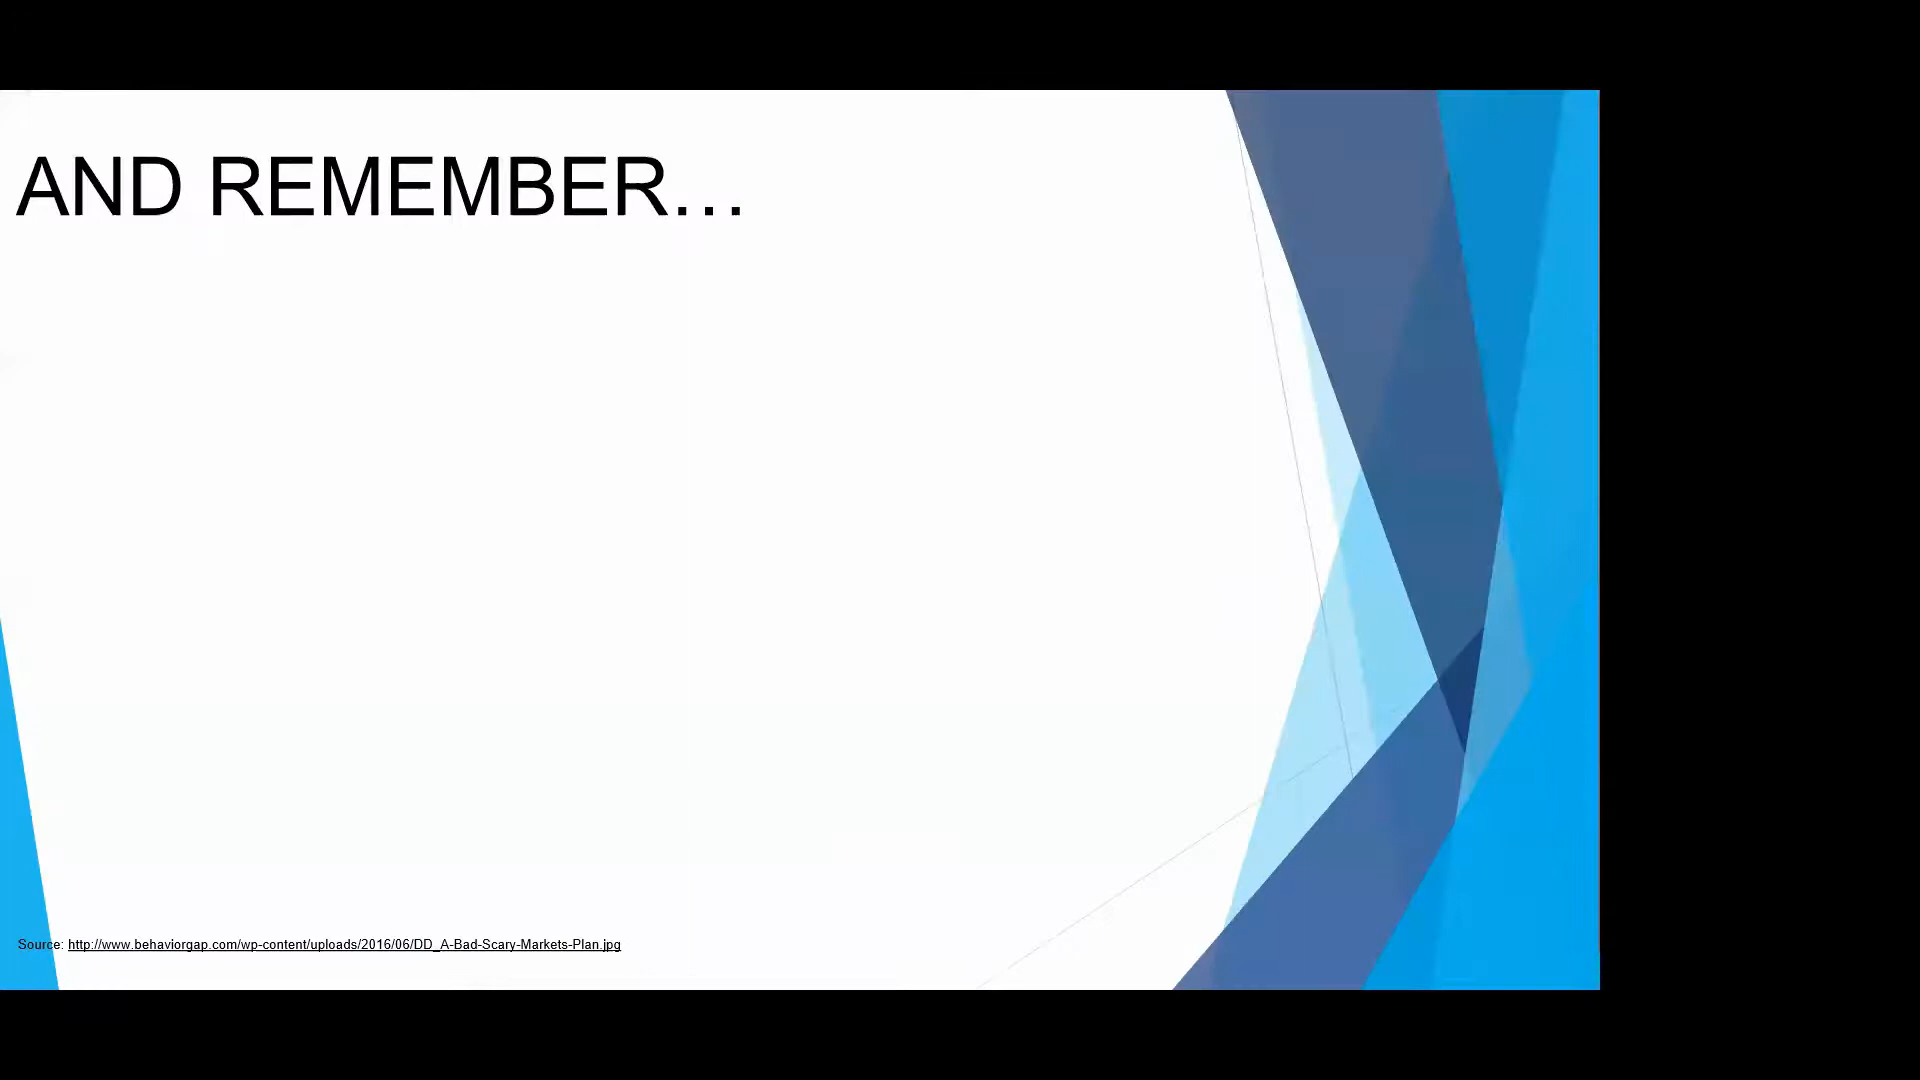 AND REMEMBER…
Source: http://www.behaviorgap.com/wp-content/uploads/2016/06/DD_A-Bad-Scary-Markets-Plan.jpg